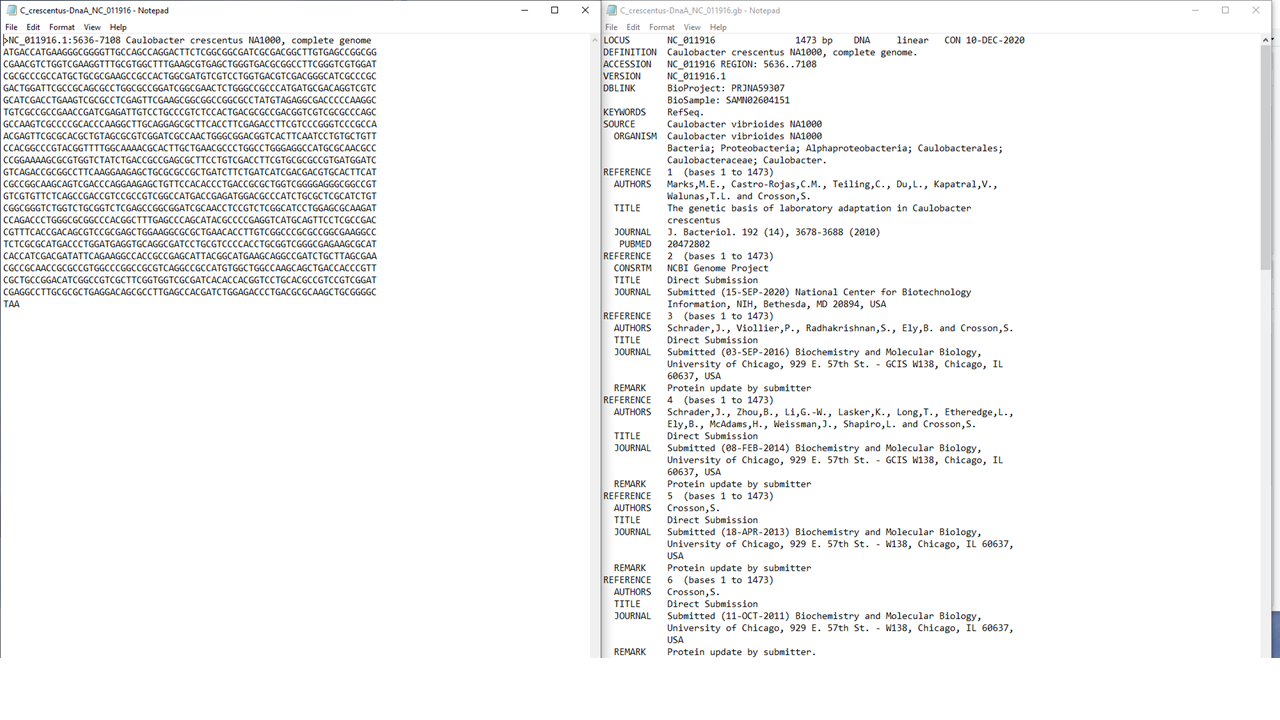 C_crescentus-DnaA_NC_011916 - Notepad
File Edit Format View Help
>NC_011916.1:5636-7108 Caulobacter crescentus NA1000, complete genome
ATGACCATGAAGGGCGGGGTTGCCAGCCAGGACTTCTCGGCGGCGATCGCGACGGCTTGTGAGCCGGCGG
CGAACGTCTGGTCGAAGGTTTGCGTGGCTTTGAAGCGTGAGCTGGGTGACGCGGCCTTCGGGTCGTGGAT
CGCGCCCGCCATGCTGCGCGAAGCCGCCACTGGCGATGTCGTCCTGGTGACGTCGACGGGCATCGCCCGC
GACTGGATTCGCCGCAGCGCCTGGCGCCGGATCGGCGAACTCTGGGCCGCCCATGATGCGACAGGTCGTC
GCATCGACCTGAAGTCGCGCCTCGAGTTCGAAGCGGCGGCCGGCGCCTATGTAGAGGCGACCCCCAAGGC
TGTCGCCGCCGAACCGATCGAGATTGTCCTGCCCGTCTCCACTGACGCGCCGACGGTCGTCGCGCCCAGC
GCCAAGTCGCCCCGCACCCAAGGCTTGCAGGAGCGCTTCACCTTCGAGACCTTCGTCCCGGGTCCCGCCA
ACGAGTTCGCGCACGCTGTAGCGCGTCGGATCGCCAACTGGGCGGACGGTCACTTCAATCCTGTGCTGTT
CCACGGCCCGTACGGTTTTGGCAAAACGCACTTGCTGAACGCCCTGGCCTGGGAGGCCATGCGCAACGCT
CCGGAAAAGCGCGTGGTCTATCTGACCGCCGAGCGCTTCCTGTCGACCTTCGTGCGCGCCGTGATGGATC
GTCAGACCGCGGCCTTCAAGGAAGAGCTGCGCGCCGCTGATCTTCTGATCATCGACGACGTGCACTTCAT
CGCCGGCAAGCAGTCGACCCAGGAAGAGCTGTTCCACACCCTGACCGCGCTGGTCGGGGAGGGCGGCCGT
GTCGTGTTCTCAGCCGACCGTCCGCCGTCGGCCATGACCGAGATGGACGCCCATCTGCGCTCGCATCTGT
CGGCGGGTCTGGTCTGCGGTCTCGAGCCGGCGGATCGCAACCTCCGTCTCGGCATCCTGGAGCGCAAGAT
CCAGACCCTGGGCGCGGCCCACGGCTTTGAGCCCAGCATACGCCCCGAGGTCATGCAGTTCCTCGCCGAC
CGTTTCACCGACAGCGTCCGCGAGCTGGAAGGCGCGCTGAACACCTTGTCGGCCCGCGCCGGCGAAGGCC
TCTCGCGCATGACCCTGGATGAGGTGCAGGCGATCCTGCGTCCCCACCTGCGGTCGGGCGAGAAGCGCAT
CACCATCGACGATATTCAGAAGGCCACCGCCGAGCATTACGGCATGAAGCAGGCCGATCTGCTTAGCGAA
CGCCGCAACCGCGCCGTGGCCCGGCCGCGTCAGGCCGCCATGTGGCTGGCCAAGCAGCTGACCACCCGTT
CGCTGCCGGACATCGGCCGTCGCTTCGGTGGTCGCGATCACACCACGGTCCTGCACGCCGTCCGTCGGAT
CGAGGCCTTGCGCGCTGAGGACAGCGCCTTGAGCCACGATCTGGAGACCCTGACGCGCAAGCTGCGGGGC
TAA
C_crescentus-DnaA_NC_011916.gb - Notepad
File Edit Format View Help
LOCUS NC_011916 1473 bp DNA linear CON 10-DEC-2020
DEFINITION Caulobacter crescentus NA1000, complete genome.
ACCESSION NC_011916 REGION: 5636..7108
VERSION NC_011916.1
DBLINK BioProject: PRJNA59307
BioSample: SAMN02604151
KEYWORDS RefSeq.
SOURCE Caulobacter vibrioides NA1000
ORGANISM Caulobacter vibrioides NA1000
Bacteria; Proteobacteria; Alphaproteobacteria; Caulobacterales;
Caulobacteraceae; Caulobacter.
REFERENCE 1 (bases 1 to 1473)
AUTHORS Marks,M.E., Castro-Rojas,C.M., Teiling,C., Du,L., Kapatral,V.,
Walunas,T.L. and Crosson,S.
TITLE The genetic basis of laboratory adaptation in Caulobacter
crescentus
JOURNAL J. Bacteriol. 192 (14), 3678-3688 (2010)
PUBMED 20472802
REFERENCE 2 (bases 1 to 1473)
CONSRTM NCBI Genome Project
TITLE Direct Submission
JOURNAL Submitted (15-SEP-2020) National Center for Biotechnology
Information, NIH, Bethesda, MD 20894, USA
REFERENCE 3 (bases 1 to 1473)
AUTHORS Schrader,J., Viollier,P., Radhakrishnan,S., Ely,B. and Crosson,S.
TITLE Direct Submission
JOURNAL Submitted (03-SEP-2016) Biochemistry and Molecular Biology,
University of Chicago, 929 E. 57th St. - GCIS W138, Chicago, IL
60637, USA
REMARK Protein update by submitter
REFERENCE 4 (bases 1 to 1473)
AUTHORS Schrader,J., Zhou,B., Li,G.-W., Lasker,K., Long,T., Etheredge,L.,
Ely,B., McAdams,H., Weissman,J., Shapiro,L. and Crosson,S.
TITLE Direct Submission
JOURNAL Submitted (08-FEB-2014) Biochemistry and Molecular Biology,
University of Chicago, 929 E. 57th St. - GCIS W138, Chicago, IL
60637, USA
REMARK Protein update by submitter
REFERENCE 5 (bases 1 to 1473)
AUTHORS Crosson,S.
TITLE Direct Submission
JOURNAL Submitted (18-APR-2013) Biochemistry and Molecular Biology,
University of Chicago, 929 E. 57th St. - W138, Chicago, IL 60637,
USA
REMARK Protein update by submitter
REFERENCE 6 (bases 1 to 1473)
AUTHORS Crosson,S.
TITLE Direct Submission
JOURNAL Submitted (11-OCT-2011) Biochemistry and Molecular Biology,
University of Chicago, 929 E. 57th St. - W138, Chicago, IL 60637,
USA
REMARK Protein update by submitter.